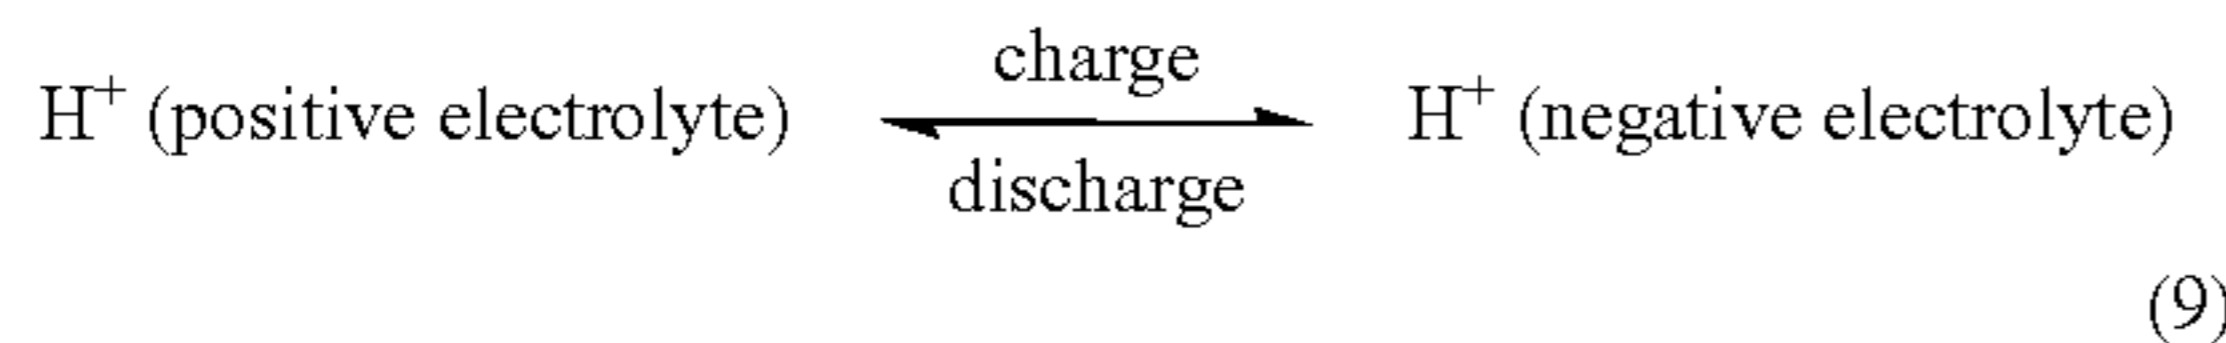 charge
H⁺ (positive electrolyte) ⇌ H⁺ (negative electrolyte)
discharge
(9)